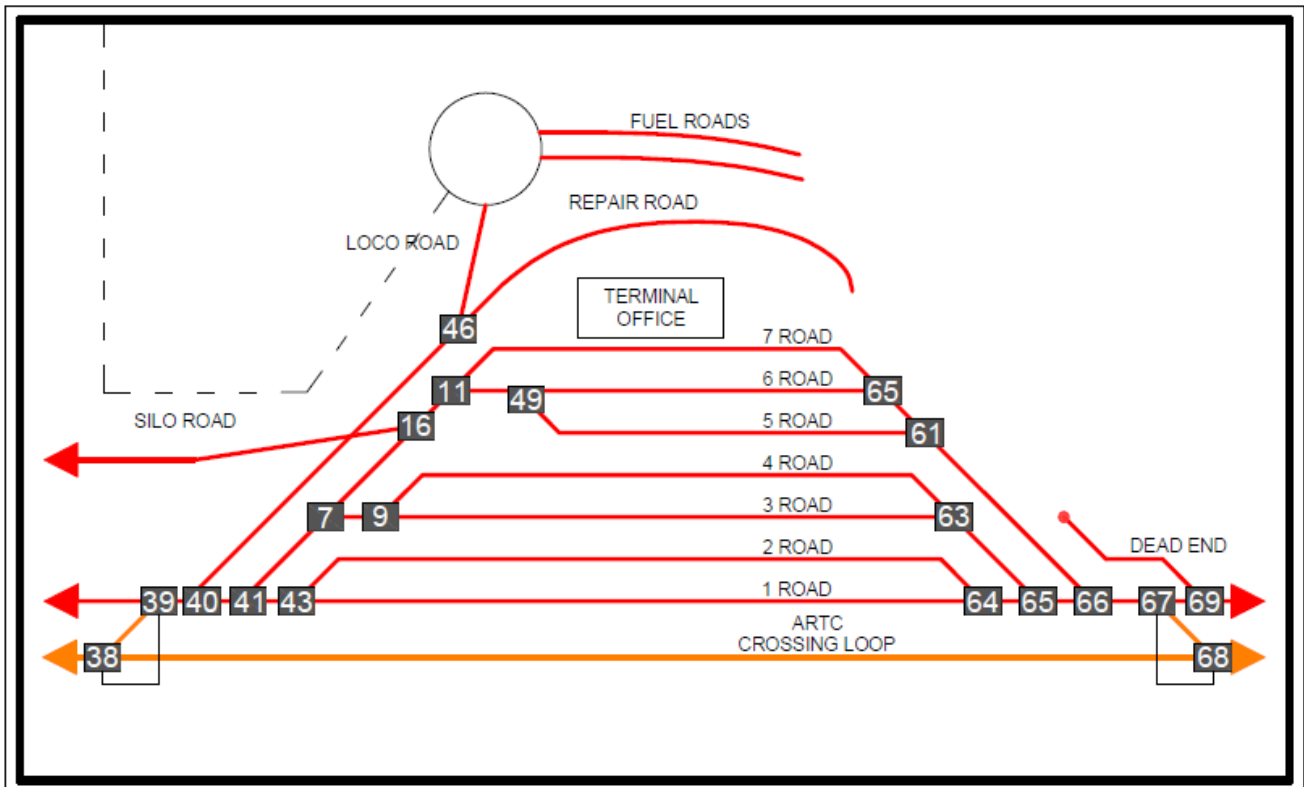 FUEL ROADS
REPAIR ROAD
LOCO ROAD
TERMINAL
OFFICE
46
7 ROAD
11
6 ROAD
65
49
16
SILO ROAD
5 ROAD
61
4 ROAD
7
9
3 ROAD
63
2 ROAD
DEAD END
39
40
41
43
1 ROAD
64
65
66
67
69
ARTC
CROSSING LOOP
38
68